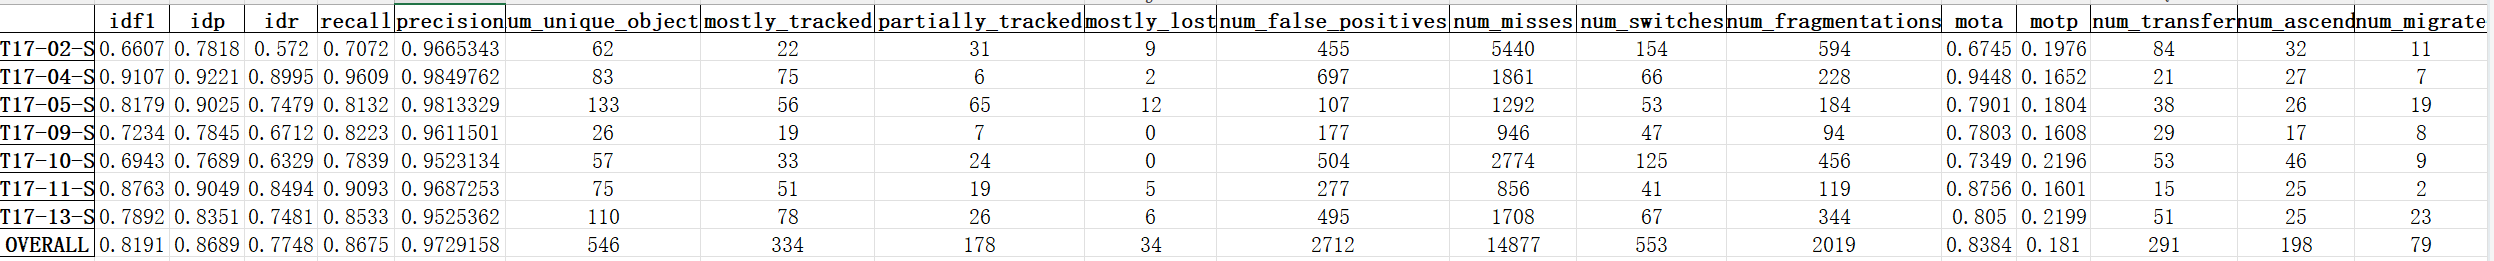 idf1 idp idr recall precision um_unique_object mostly_tracked partially_tracked mostly_lost num_false_positives num_misses num_switches num_fragmentations mota motp num_transfer num_ascend num_migrate
T17-02-S 0.6607 0.7818 0.572 0.7072 0.9665343 62 22 31 9 455 5440 154 594 0.6745 0.1976 84 32 11
T17-04-S 0.9107 0.9221 0.8995 0.9609 0.9849762 83 75 6 2 697 1861 66 228 0.9448 0.1652 21 27 7
T17-05-S 0.8179 0.9025 0.7479 0.8132 0.9813329 133 56 65 12 107 1292 53 184 0.7901 0.1804 38 26 19
T17-09-S 0.7234 0.7845 0.6712 0.8223 0.9611501 26 19 7 0 177 946 47 94 0.7803 0.1608 29 17 8
T17-10-S 0.6943 0.7689 0.6329 0.7839 0.9523134 57 33 24 0 504 2774 125 456 0.7349 0.2196 53 46 9
T17-11-S 0.8763 0.9049 0.8494 0.9093 0.9687253 75 51 19 5 277 856 41 119 0.8756 0.1601 15 25 2
T17-13-S 0.7892 0.8351 0.7481 0.8533 0.9525362 110 78 26 6 495 1708 67 344 0.805 0.2199 51 25 23
OVERALL 0.8191 0.8689 0.7748 0.8675 0.9729158 546 334 178 34 2712 14877 553 2019 0.8384 0.181 291 198 79